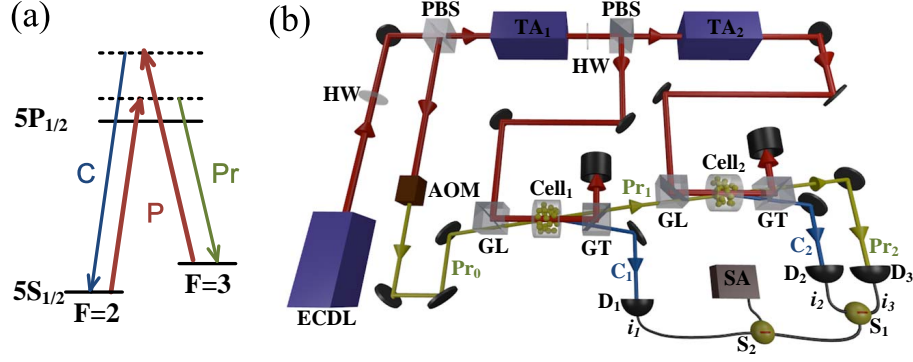 (a)
5P1/2
C
P
Pr
5S1/2
F=2
F=3
(b)
PBS
TA1
PBS
TA2
HW
HW
AOM
Cell1
Pr1
Cell2
GL
GT
GL
GT
Pr0
C1
C2
Pr2
ECDL
D1
SA
D2
D3
i1
i2
i3
S1
S2